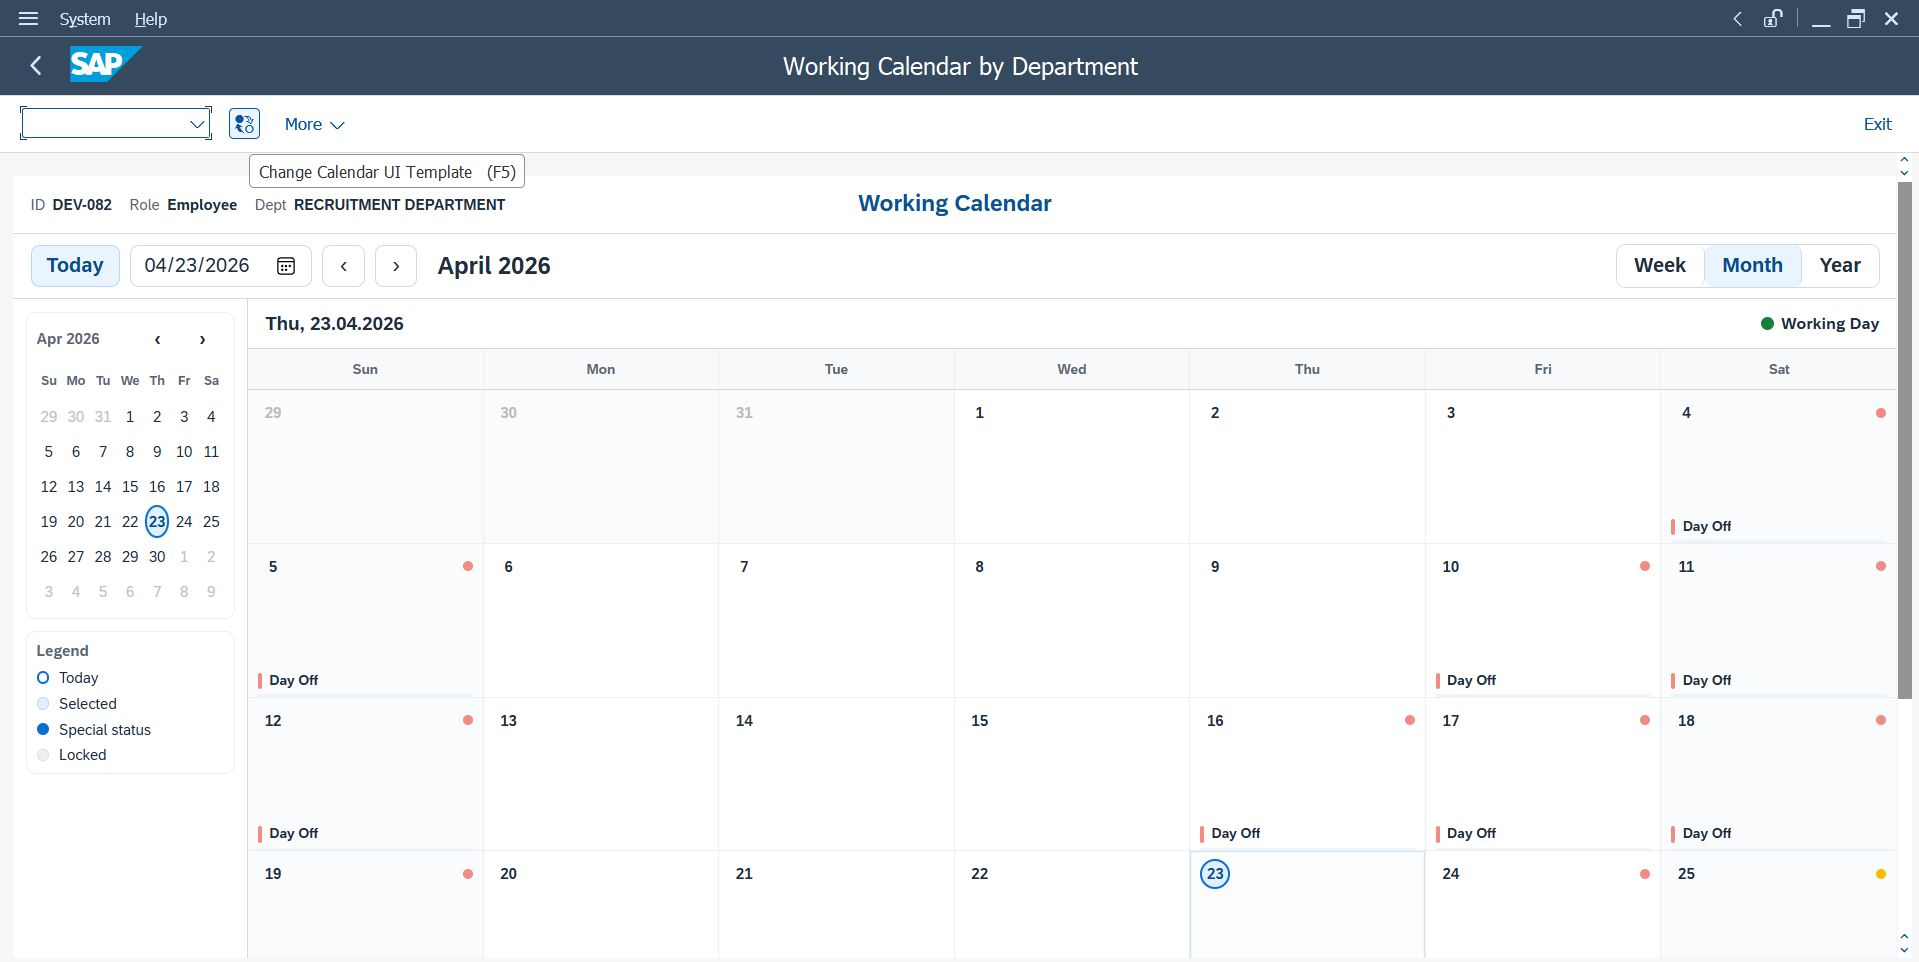 System Help
SAP Working Calendar by Department
More Exit
Change Calendar UI Template (F5)
ID DEV-082 Role Employee Dept RECRUITMENT DEPARTMENT Working Calendar
Today 04/23/2026 ‹ › April 2026 Week Month Year
Apr 2026 ‹ ›
Su Mo Tu We Th Fr Sa
29 30 31 1 2 3 4
5 6 7 8 9 10 11
12 13 14 15 16 17 18
19 20 21 22 23 24 25
26 27 28 29 30 1 2
3 4 5 6 7 8 9
Legend
Today
Selected
Special status
Locked
Thu, 23.04.2026 Working Day
Sun Mon Tue Wed Thu Fri Sat
29 30 31 1 2 3 4
Day Off
5 6 7 8 9 10 11
Day Off Day Off Day Off
12 13 14 15 16 17 18
Day Off Day Off Day Off Day Off
19 20 21 22 23 24 25